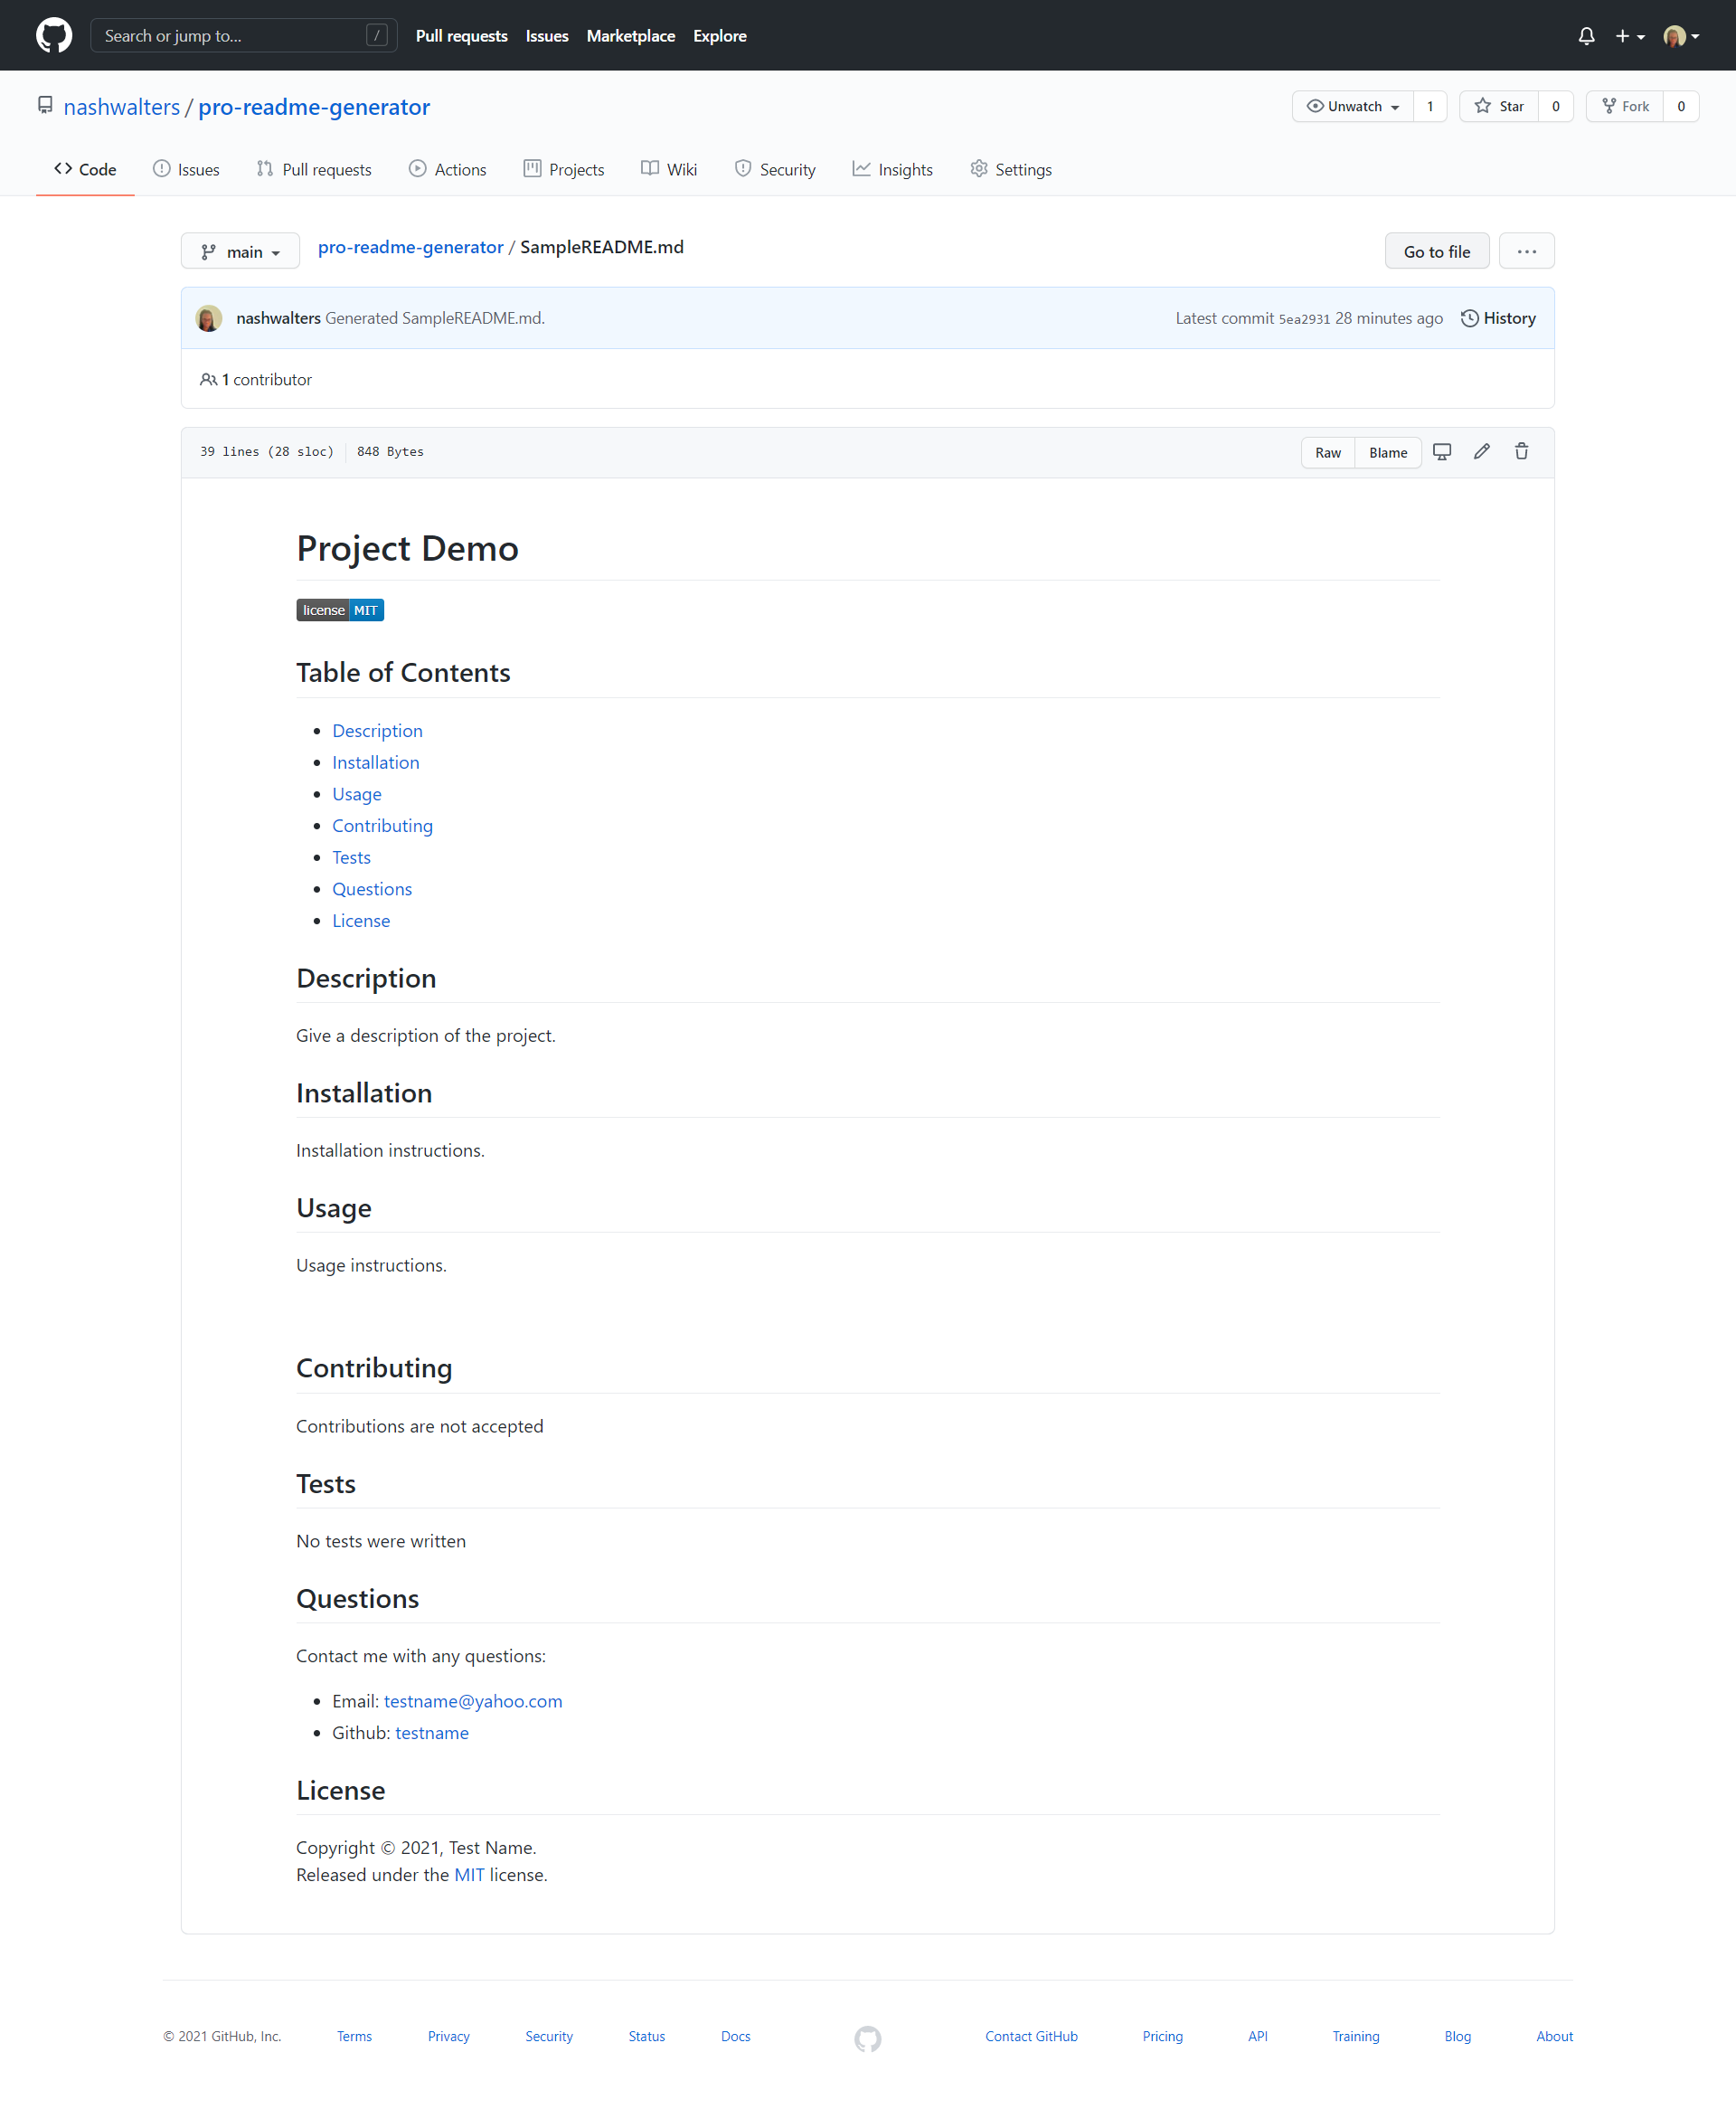 Search or jump to... / Pull requests Issues Marketplace Explore
nashwalters / pro-readme-generator Unwatch 1 Star 0 Fork 0
Code Issues Pull requests Actions Projects Wiki Security Insights Settings
main pro-readme-generator / SampleREADME.md Go to file ...
nashwalters Generated SampleREADME.md. Latest commit 5ea2931 28 minutes ago History
1 contributor
39 lines (28 sloc) 848 Bytes Raw Blame
Project Demo
license MIT
Table of Contents
• Description
• Installation
• Usage
• Contributing
• Tests
• Questions
• License
Description
Give a description of the project.
Installation
Installation instructions.
Usage
Usage instructions.
Contributing
Contributions are not accepted
Tests
No tests were written
Questions
Contact me with any questions:
• Email: testname@yahoo.com
• Github: testname
License
Copyright © 2021, Test Name.
Released under the MIT license.
© 2021 GitHub, Inc. Terms Privacy Security Status Docs Contact GitHub Pricing API Training Blog About